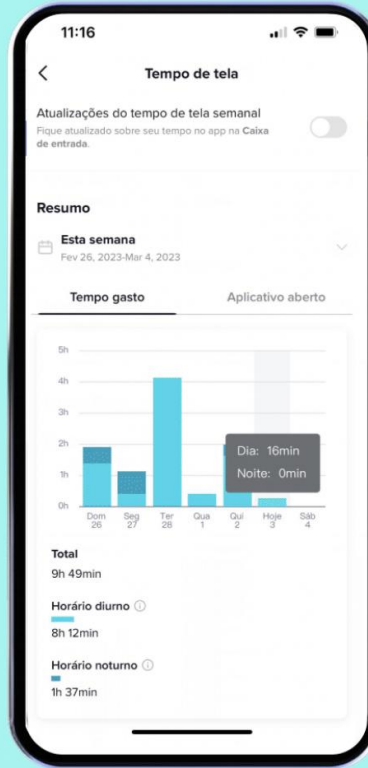 11:16
Tempo de tela
Atualizações do tempo de tela semanal
Fique atualizado sobre seu tempo no app na Caixa
de entrada.
Resumo
Esta semana
Fev 26, 2023-Mar 4, 2023
Tempo gasto
Aplicativo aberto
5h
4h
3h
2h
1h
0h
Dia: 16min
Noite: 0min
Dom Seg Ter Qua Qui Hoje Sáb
26 27 28 1 2 3 4
Total
9h 49min
Horário diurno
8h 12min
Horário noturno
1h 37min